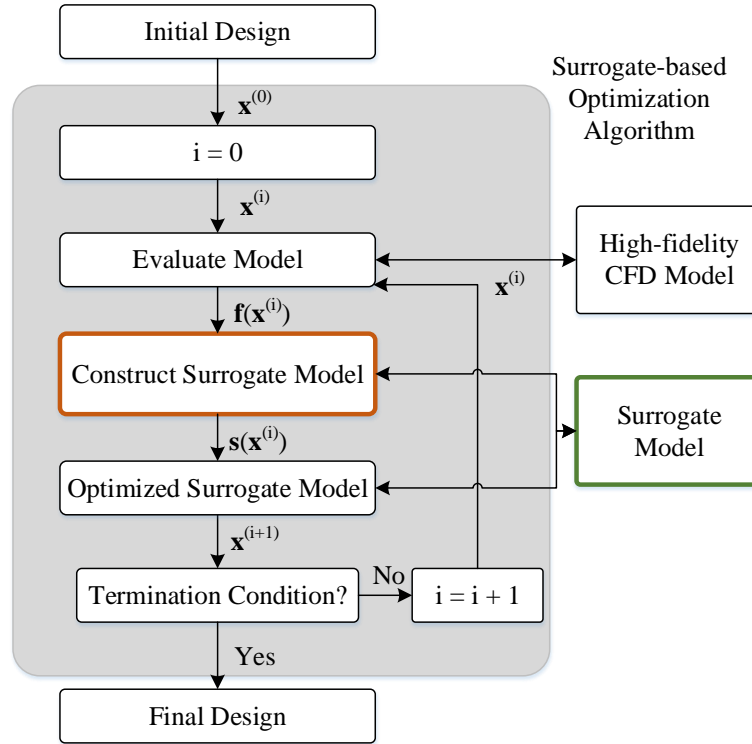 Initial Design
Surrogate-based
Optimization
Algorithm
x(0)
i = 0
x(i)
Evaluate Model
High-fidelity
CFD Model
x(i)
f(x(i))
Construct Surrogate Model
Surrogate
Model
s(x(i))
Optimized Surrogate Model
x(i+1)
Termination Condition?
No
i = i + 1
Yes
Final Design